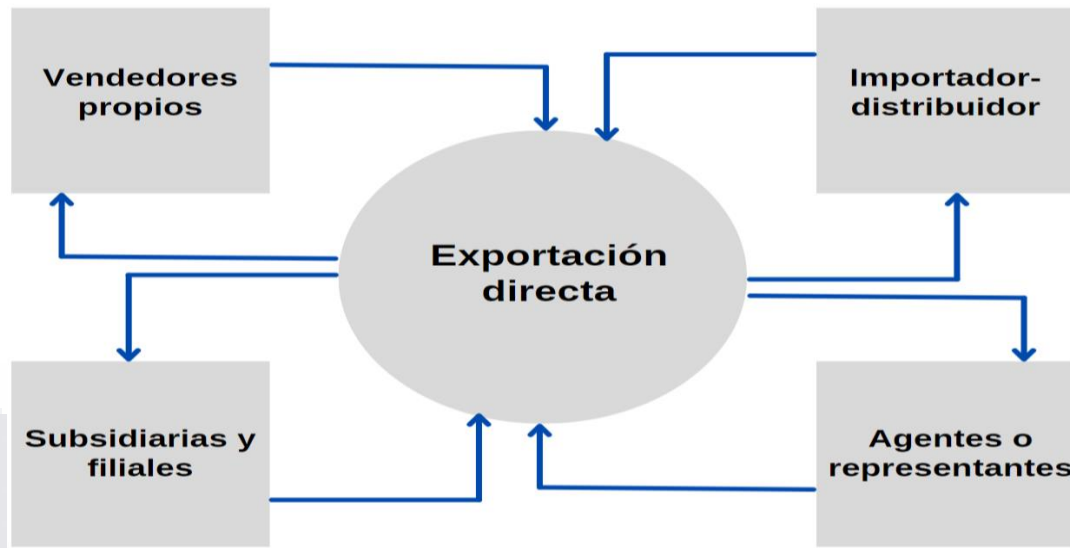 Vendedores
propios
Importador-
distribuidor
Exportación
directa
Subsidiarias y
filiales
Agentes o
representantes